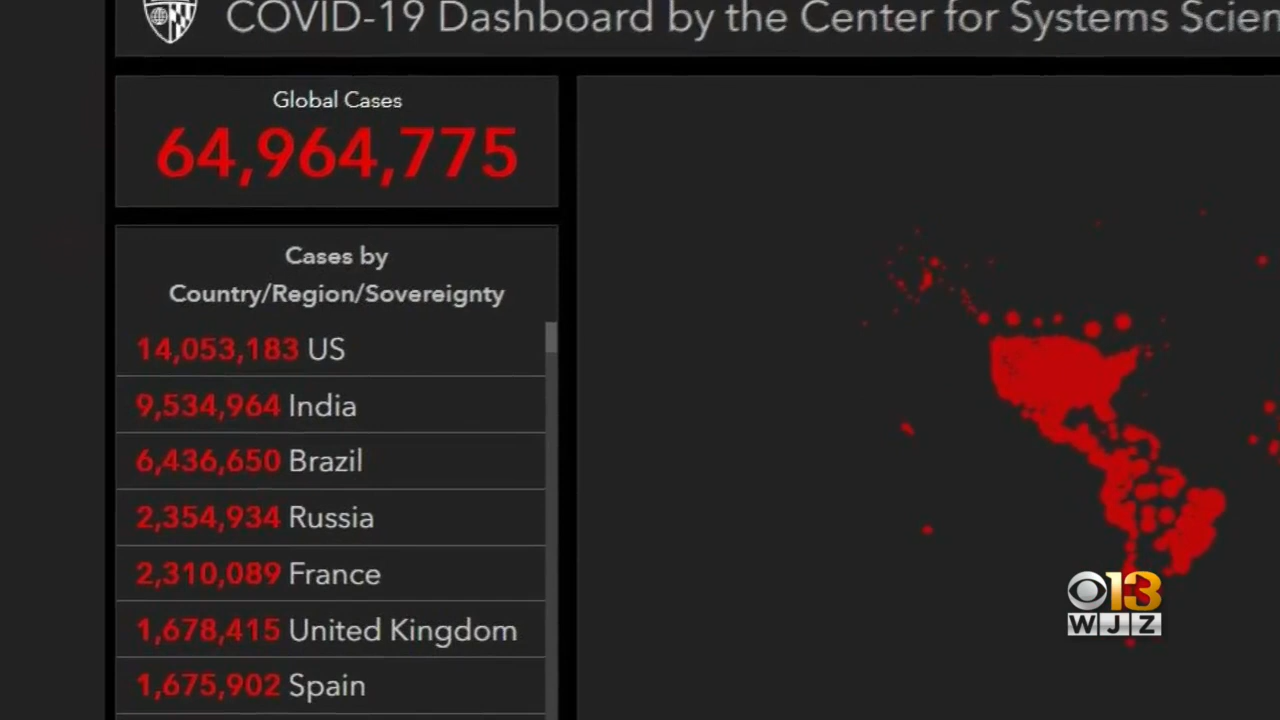 COVID-19 Dashboard by the Center for Systems Scien
Global Cases
64,964,775
Cases by
Country/Region/Sovereignty
14,053,183 US
9,534,964 India
6,436,650 Brazil
2,354,934 Russia
2,310,089 France
1,678,415 United Kingdom
1,675,902 Spain
13
WJZ